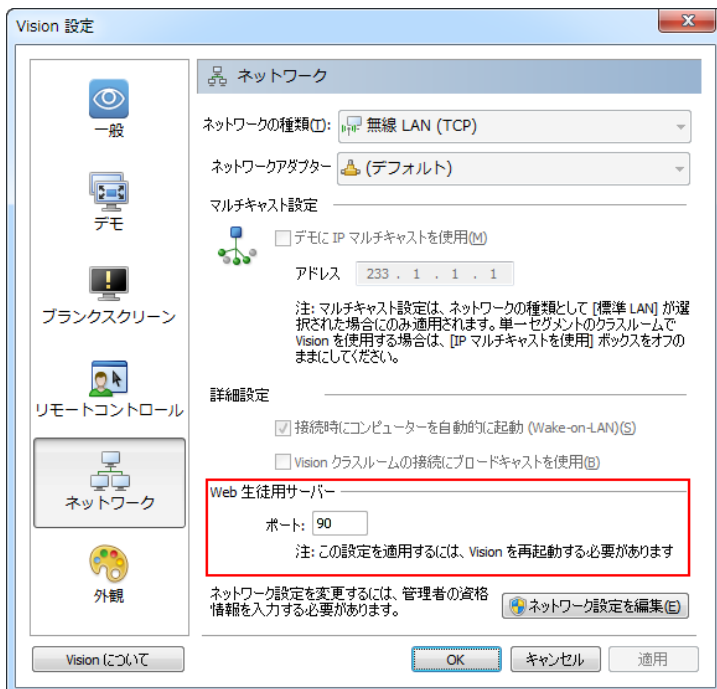 Vision 設定
一般
デモ
ブランクスクリーン
リモートコントロール
ネットワーク
外観
Vision について
ネットワーク
ネットワークの種類(T): 無線 LAN (TCP)
ネットワークアダプター (デフォルト)
マルチキャスト設定
デモに IP マルチキャストを使用(M)
アドレス 233 . 1 . 1 . 1
注: マルチキャスト設定は、ネットワークの種類として [標準 LAN] が選
択された場合にのみ適用されます。単一セグメントのクラスルームで
Vision を使用する場合は、[IP マルチキャストを使用] ボックスをオフの
ままにしてください。
詳細設定
接続時にコンピューターを自動的に起動 (Wake-on-LAN)(S)
Vision クラスルームの接続にブロードキャストを使用(B)
Web 生徒用サーバー
ポート: 90
注: この設定を適用するには、Vision を再起動する必要があります
ネットワーク設定を変更するには、管理者の資格
情報を入力する必要があります。
ネットワーク設定を編集(E)
OK
キャンセル
適用